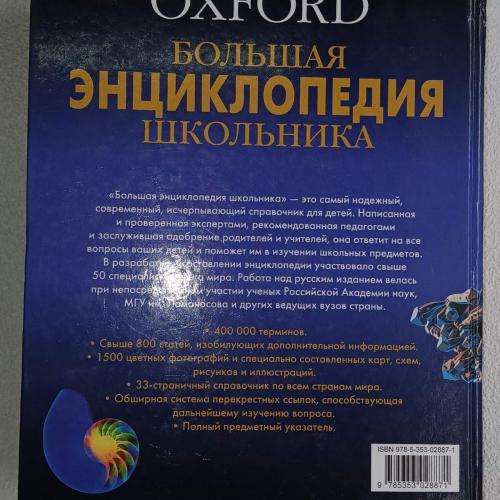 OXFORD
БОЛЬШАЯ
ЭНЦИКЛОПЕДИЯ
ШКОЛЬНИКА
«Большая энциклопедия школьника» — это самый надежный,
современный, исчерпывающий справочник для детей. Написанная
и проверенная экспертами, рекомендованная педагогами
и заслужившая одобрение родителей и учителей, она ответит на все
вопросы ваших детей и поможет им в изучении школьных предметов.
В разработке и составлении энциклопедии участвовало свыше
50 мира. Работа над русским изданием велась
при участии ученых Российской Академии наук,
МГУ им. Ломоносова и других ведущих вузов страны.
• 400 000 терминов.
• Свыше 800 статей, изобилующих дополнительной информацией.
• 1500 цветных фотографий и специально составленных карт, схем,
рисунков и иллюстраций.
• 33-страничный справочник по всем странам мира.
• Обширная система перекрестных ссылок, способствующая
дальнейшему изучению вопроса.
• Полный предметный указатель.
ISBN 978-5-353-02887-1
9 785353 028871